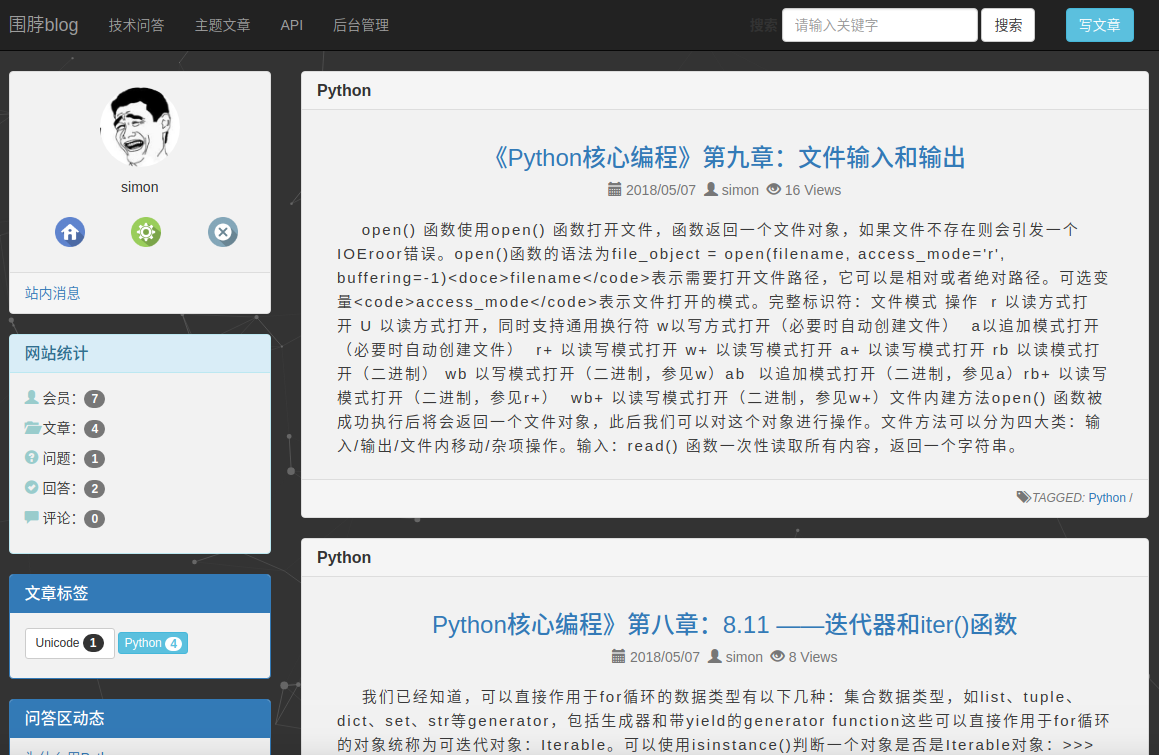 围脖blog 技术问答 主题文章 API 后台管理 搜索 请输入关键字 搜索 写文章
simon
站内消息
网站统计
会员：7
文章：4
问题：1
回答：2
评论：0
文章标签
Unicode 1 Python 4
问答区动态
Python
《Python核心编程》第九章：文件输入和输出
2018/05/07 simon 16 Views
open() 函数使用open() 函数打开文件，函数返回一个文件对象，如果文件不存在则会引发一个
IOEroor错误。open()函数的语法为file_object = open(filename, access_mode='r',
buffering=-1)<doce>filename</code>表示需要打开文件路径，它可以是相对或者绝对路径。可选变
量<code>access_mode</code>表示文件打开的模式。完整标识符：文件模式 操作 r 以读方式打
开 U 以读方式打开，同时支持通用换行符 w以写方式打开（必要时自动创建文件） a以追加模式打开
（必要时自动创建文件） r+ 以读写模式打开 w+ 以读写模式打开 a+ 以读写模式打开 rb 以读模式打
开（二进制） wb 以写模式打开（二进制，参见w）ab 以追加模式打开（二进制，参见a）rb+ 以读写
模式打开（二进制，参见r+） wb+ 以读写模式打开（二进制，参见w+）文件内建方法open() 函数被
成功执行后将会返回一个文件对象，此后我们可以对这个对象进行操作。文件方法可以分为四大类：输
入/输出/文件内移动/杂项操作。输入：read() 函数一次性读取所有内容，返回一个字符串。
TAGGED: Python /
Python
Python核心编程》第八章：8.11 ——迭代器和iter()函数
2018/05/07 simon 8 Views
我们已经知道，可以直接作用于for循环的数据类型有以下几种：集合数据类型，如list、tuple、
dict、set、str等generator，包括生成器和带yield的generator function这些可以直接作用于for循环
的对象统称为可迭代对象：Iterable。可以使用isinstance()判断一个对象是否是Iterable对象：>>>